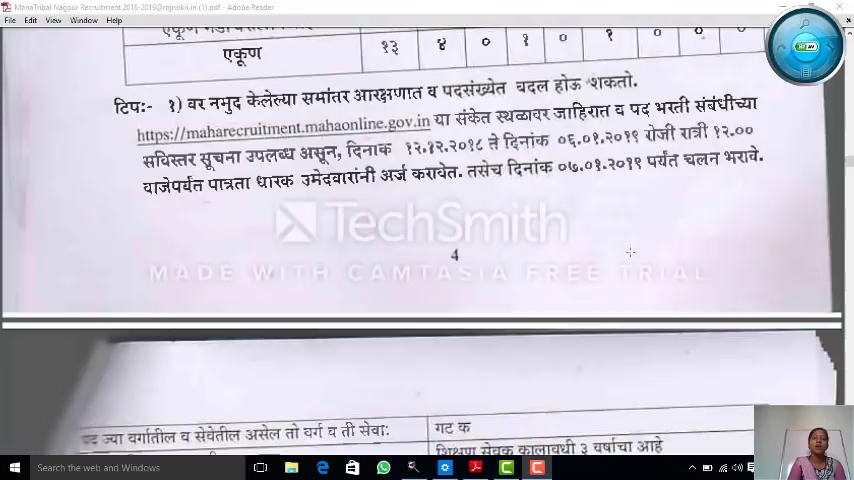 ManaTribal Nagpur Recruitment 2018-2019@rajnokri.in (1).pdf - Adobe Reader
File Edit View Window Help
एकूण १३ ४ ० १ ० १ ० ० ०
टिपः- १) वर नमुद केलेल्या समांतर आरक्षणात व पदसंख्येत बदल होऊ शकतो.
https://maharecruitment.mahaonline.gov.in या संकेत स्थळावर जाहिरात व पद भरती संबंधीच्या
सविस्तर सूचना उपलब्ध असून, दिनाक १२.१२.२०१८ ते दिनांक ०६.०१.२०१९ रोजी रात्री १२.००
वाजेपर्यंत पात्रता धारक उमेदवारांनी अर्ज करावेत. तसेच दिनांक ०७.०१.२०१९ पर्यंत चलन भरावे.
TechSmith
4
MADE WITH CAMTASIA FREE TRIAL
पद ज्या वर्गातील व सेवेतील असेल तो वर्ग व ती सेवाः गट क
शिक्षण सेवक कालावधी ३ वर्षाचा आहे
Search the web and Windows